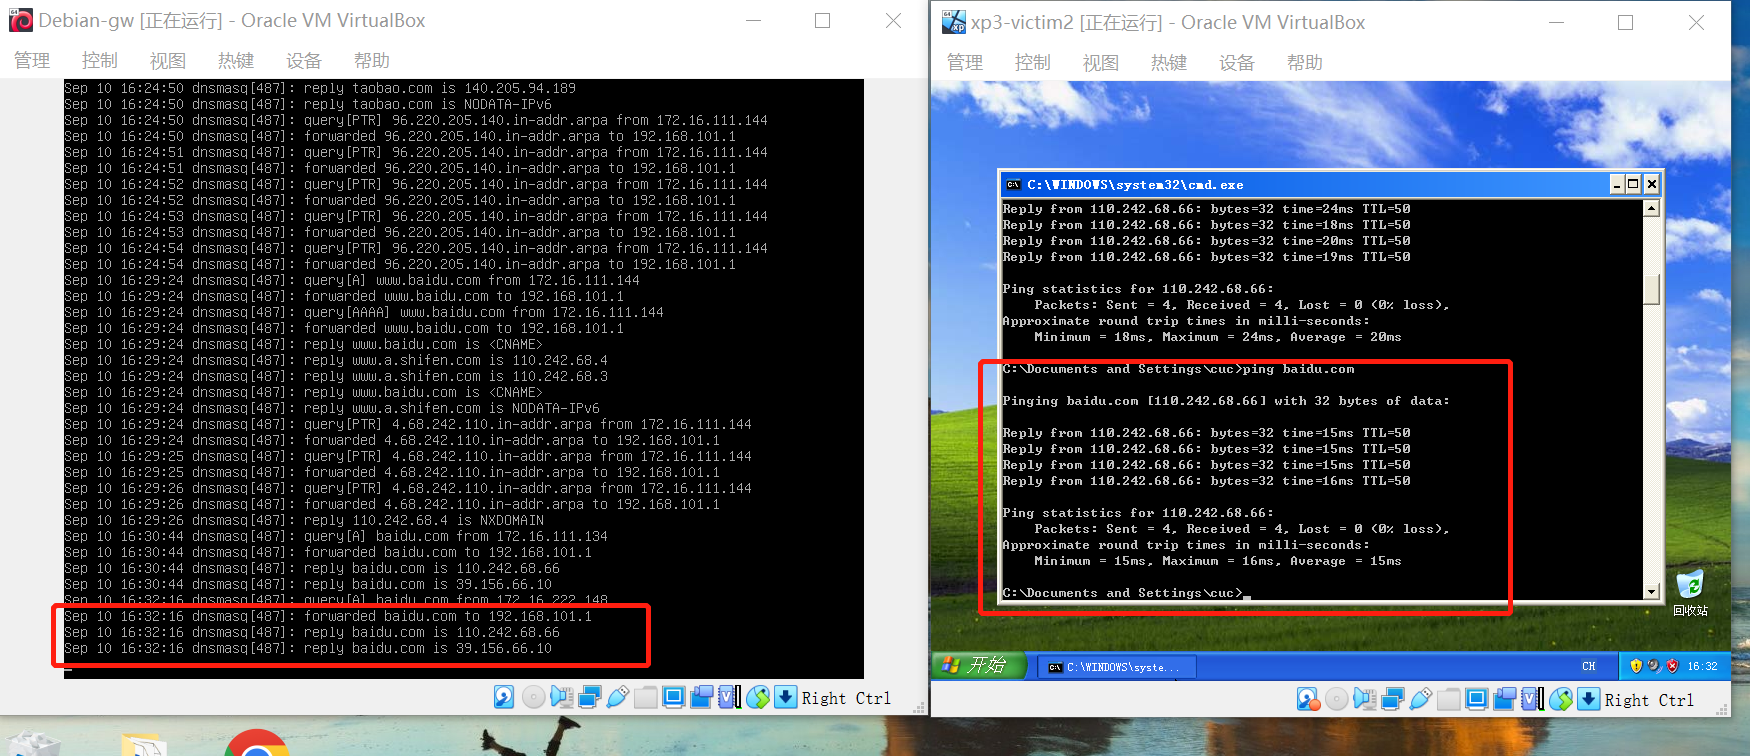 Debian-gw [正在运行] - Oracle VM VirtualBox
管理 控制 视图 热键 设备 帮助
Sep 10 16:24:50 dnsmasq[487]: reply taobao.com is 140.205.94.189
Sep 10 16:24:50 dnsmasq[487]: reply taobao.com is NODATA-IPv6
Sep 10 16:24:50 dnsmasq[487]: query[PTR] 96.220.205.140.in-addr.arpa from 172.16.111.144
Sep 10 16:24:50 dnsmasq[487]: forwarded 96.220.205.140.in-addr.arpa to 192.168.101.1
Sep 10 16:24:51 dnsmasq[487]: query[PTR] 96.220.205.140.in-addr.arpa from 172.16.111.144
Sep 10 16:24:51 dnsmasq[487]: forwarded 96.220.205.140.in-addr.arpa to 192.168.101.1
Sep 10 16:24:52 dnsmasq[487]: query[PTR] 96.220.205.140.in-addr.arpa from 172.16.111.144
Sep 10 16:24:52 dnsmasq[487]: forwarded 96.220.205.140.in-addr.arpa to 192.168.101.1
Sep 10 16:24:53 dnsmasq[487]: query[PTR] 96.220.205.140.in-addr.arpa from 172.16.111.144
Sep 10 16:24:53 dnsmasq[487]: forwarded 96.220.205.140.in-addr.arpa to 192.168.101.1
Sep 10 16:24:54 dnsmasq[487]: query[PTR] 96.220.205.140.in-addr.arpa from 172.16.111.144
Sep 10 16:24:54 dnsmasq[487]: forwarded 96.220.205.140.in-addr.arpa to 192.168.101.1
Sep 10 16:29:24 dnsmasq[487]: query[A] www.baidu.com from 172.16.111.144
Sep 10 16:29:24 dnsmasq[487]: forwarded www.baidu.com to 192.168.101.1
Sep 10 16:29:24 dnsmasq[487]: query[AAAA] www.baidu.com from 172.16.111.144
Sep 10 16:29:24 dnsmasq[487]: forwarded www.baidu.com to 192.168.101.1
Sep 10 16:29:24 dnsmasq[487]: reply www.baidu.com is <CNAME>
Sep 10 16:29:24 dnsmasq[487]: reply www.a.shifen.com is 110.242.68.4
Sep 10 16:29:24 dnsmasq[487]: reply www.a.shifen.com is 110.242.68.3
Sep 10 16:29:24 dnsmasq[487]: reply www.baidu.com is <CNAME>
Sep 10 16:29:24 dnsmasq[487]: reply www.a.shifen.com is NODATA-IPv6
Sep 10 16:29:24 dnsmasq[487]: query[PTR] 4.68.242.110.in-addr.arpa from 172.16.111.144
Sep 10 16:29:24 dnsmasq[487]: forwarded 4.68.242.110.in-addr.arpa to 192.168.101.1
Sep 10 16:29:25 dnsmasq[487]: query[PTR] 4.68.242.110.in-addr.arpa from 172.16.111.144
Sep 10 16:29:25 dnsmasq[487]: forwarded 4.68.242.110.in-addr.arpa to 192.168.101.1
Sep 10 16:29:26 dnsmasq[487]: query[PTR] 4.68.242.110.in-addr.arpa from 172.16.111.144
Sep 10 16:29:26 dnsmasq[487]: forwarded 4.68.242.110.in-addr.arpa to 192.168.101.1
Sep 10 16:29:26 dnsmasq[487]: reply 110.242.68.4 is NXDOMAIN
Sep 10 16:30:44 dnsmasq[487]: query[A] baidu.com from 172.16.111.134
Sep 10 16:30:44 dnsmasq[487]: forwarded baidu.com to 192.168.101.1
Sep 10 16:30:44 dnsmasq[487]: reply baidu.com is 110.242.68.66
Sep 10 16:30:44 dnsmasq[487]: reply baidu.com is 39.156.66.10
Sep 10 16:32:16 dnsmasq[487]: query[A] baidu.com from 172.16.222.148
Sep 10 16:32:16 dnsmasq[487]: forwarded baidu.com to 192.168.101.1
Sep 10 16:32:16 dnsmasq[487]: reply baidu.com is 110.242.68.66
Sep 10 16:32:16 dnsmasq[487]: reply baidu.com is 39.156.66.10
Right Ctrl
xp3-victim2 [正在运行] - Oracle VM VirtualBox
管理 控制 视图 热键 设备 帮助
C:\WINDOWS\system32\cmd.exe
Reply from 110.242.68.66: bytes=32 time=24ms TTL=50
Reply from 110.242.68.66: bytes=32 time=18ms TTL=50
Reply from 110.242.68.66: bytes=32 time=20ms TTL=50
Reply from 110.242.68.66: bytes=32 time=19ms TTL=50
Ping statistics for 110.242.68.66:
Packets: Sent = 4, Received = 4, Lost = 0 (0% loss),
Approximate round trip times in milli-seconds:
Minimum = 18ms, Maximum = 24ms, Average = 20ms
C:\Documents and Settings\cuc>ping baidu.com
Pinging baidu.com [110.242.68.66] with 32 bytes of data:
Reply from 110.242.68.66: bytes=32 time=15ms TTL=50
Reply from 110.242.68.66: bytes=32 time=15ms TTL=50
Reply from 110.242.68.66: bytes=32 time=15ms TTL=50
Reply from 110.242.68.66: bytes=32 time=16ms TTL=50
Ping statistics for 110.242.68.66:
Packets: Sent = 4, Received = 4, Lost = 0 (0% loss),
Approximate round trip times in milli-seconds:
Minimum = 15ms, Maximum = 16ms, Average = 15ms
C:\Documents and Settings\cuc>
回收站
开始
C:\WINDOWS\syste...
CH
16:32
Right Ctrl